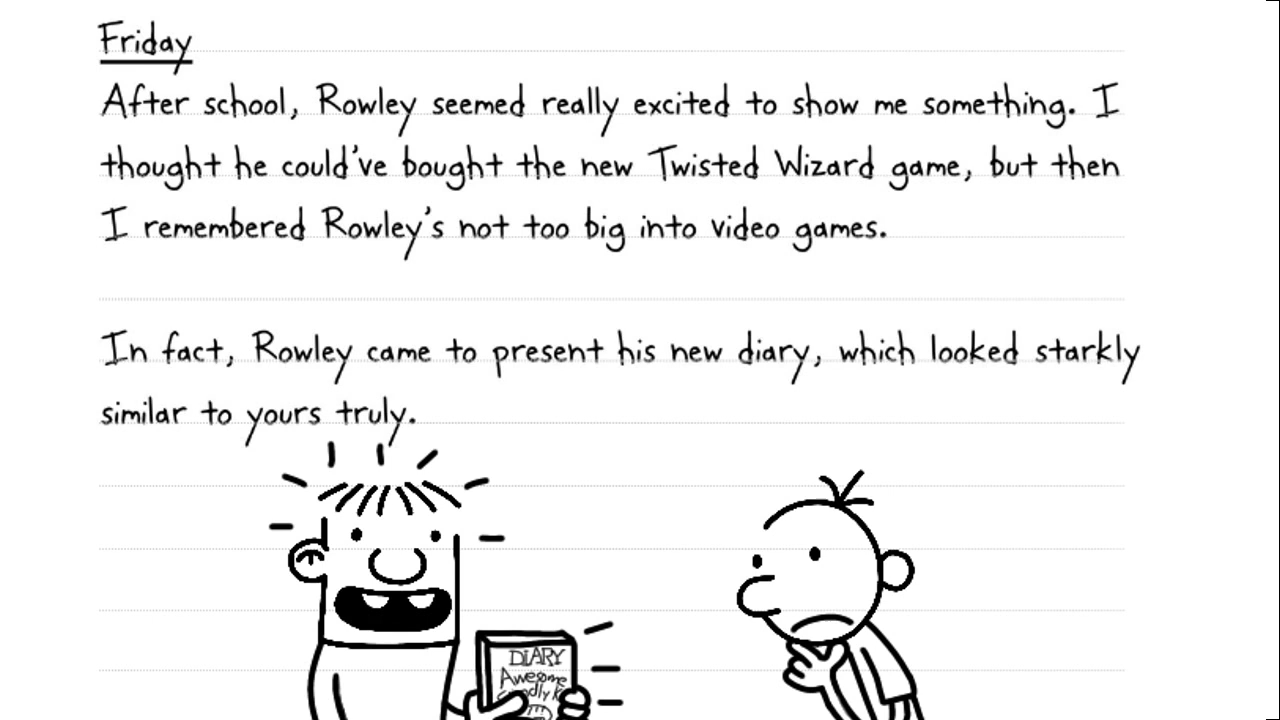 Friday
After school, Rowley seemed really excited to show me something. I
thought he could've bought the new Twisted Wizard game, but then
I remembered Rowley's not too big into video games.
In fact, Rowley came to present his new diary, which looked starkly
similar to yours truly.
DiARY
Awesome